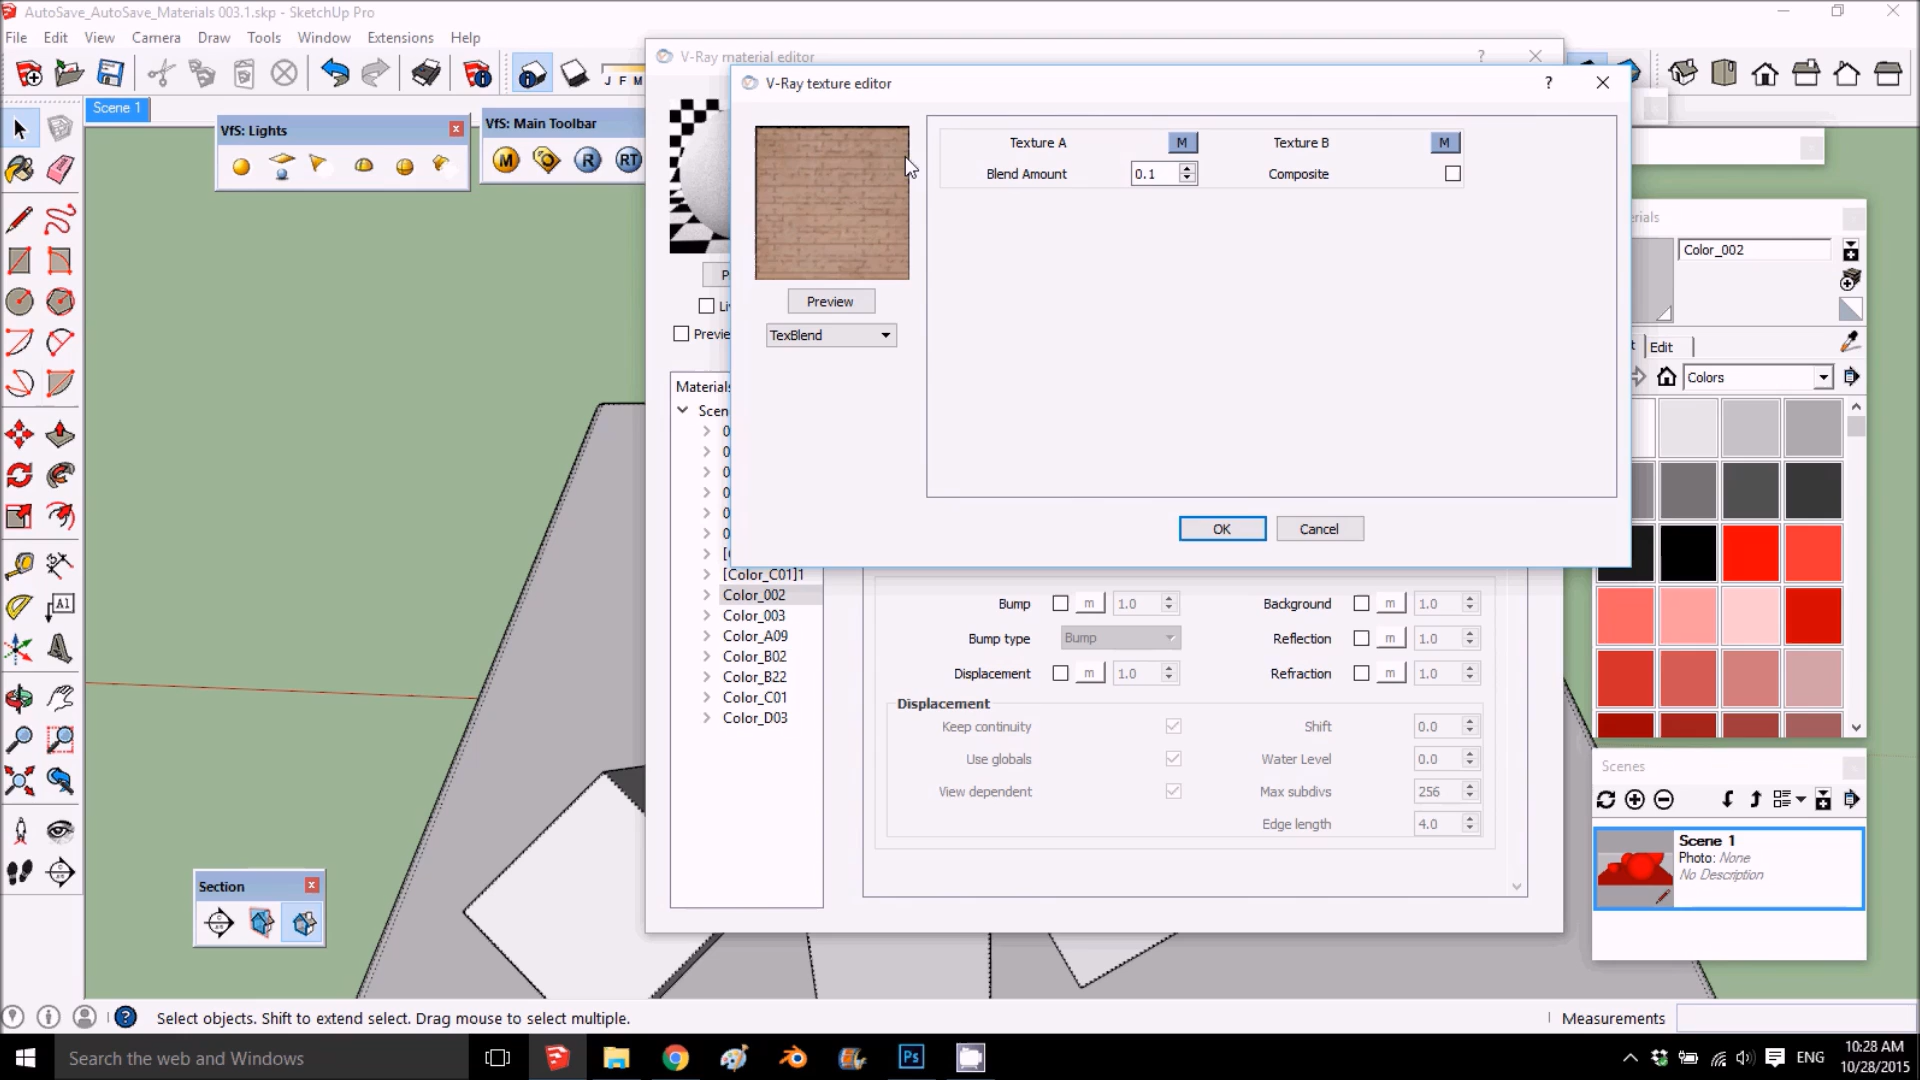 AutoSave_AutoSave_Materials 003.1.skp - SketchUp Pro
File Edit View Camera Draw Tools Window Extensions Help
J F M
Scene 1
VfS: Lights
VfS: Main Toolbar
M R RT
V-Ray material editor
?
V-Ray texture editor
?
Texture A M Texture B M
Blend Amount 0.1 Composite
Preview
TexBlend
OK Cancel
P
Previe
Materials
Scen
[Color_C01]1
Color_002
Color_003
Color_A09
Color_B02
Color_B22
Color_C01
Color_D03
Bump m 1.0 Background m 1.0
Bump type Bump Reflection m 1.0
Displacement m 1.0 Refraction m 1.0
Displacement
Keep continuity Shift 0.0
Use globals Water Level 0.0
View dependent Max subdivs 256
Edge length 4.0
erials
Color_002
t Edit
Colors
Scenes
Scene 1
Photo: None
No Description
Section
A1
Select objects. Shift to extend select. Drag mouse to select multiple.
Measurements
Search the web and Windows
Ps
ENG
10:28 AM
10/28/2015